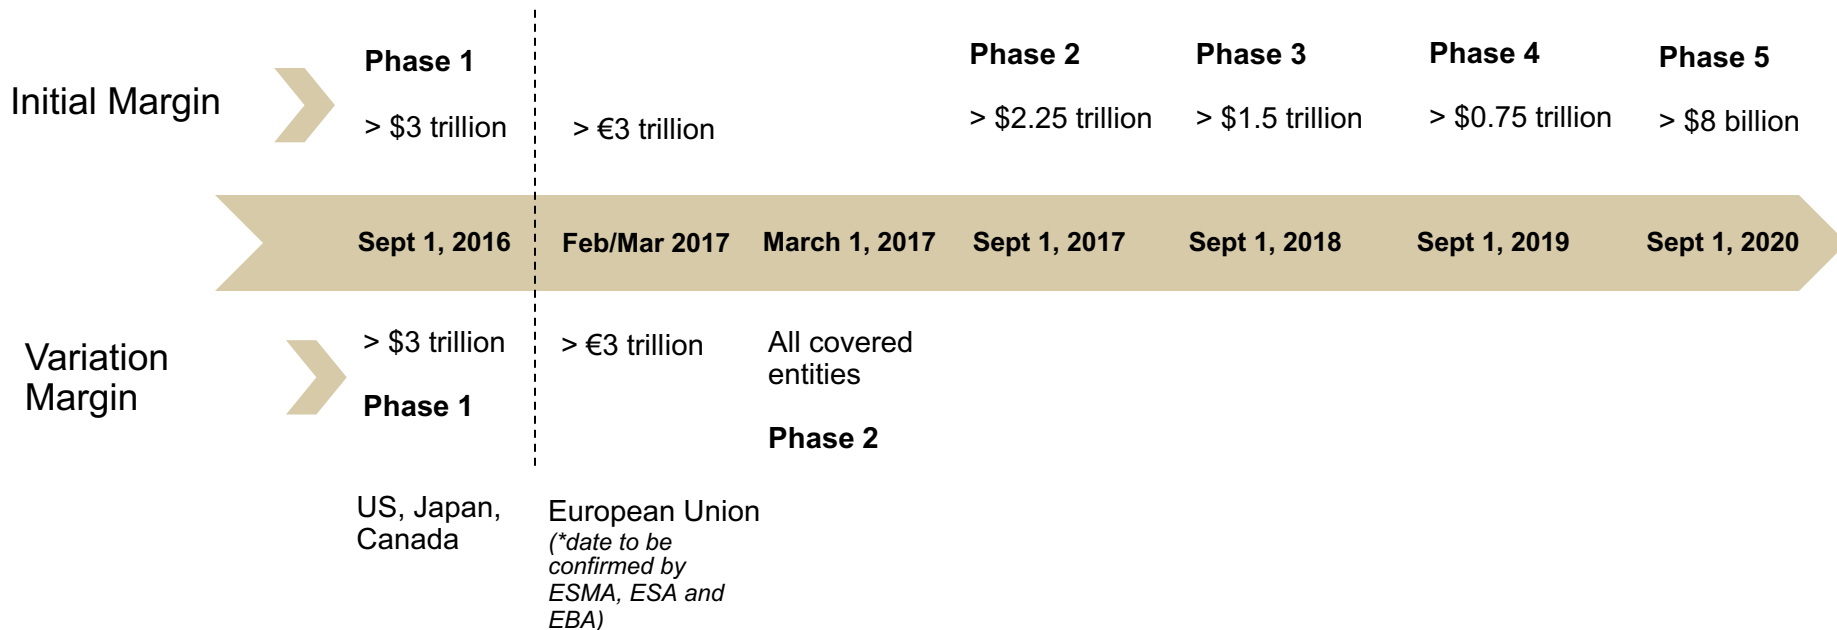 Initial Margin
Phase 1
> $3 trillion
> €3 trillion
Phase 2
> $2.25 trillion
Phase 3
> $1.5 trillion
Phase 4
> $0.75 trillion
Phase 5
> $8 billion
Sept 1, 2016
Feb/Mar 2017
March 1, 2017
Sept 1, 2017
Sept 1, 2018
Sept 1, 2019
Sept 1, 2020
Variation
Margin
> $3 trillion
Phase 1
> €3 trillion
All covered
entities
Phase 2
US, Japan,
Canada
European Union
(*date to be
confirmed by
ESMA, ESA and
EBA)